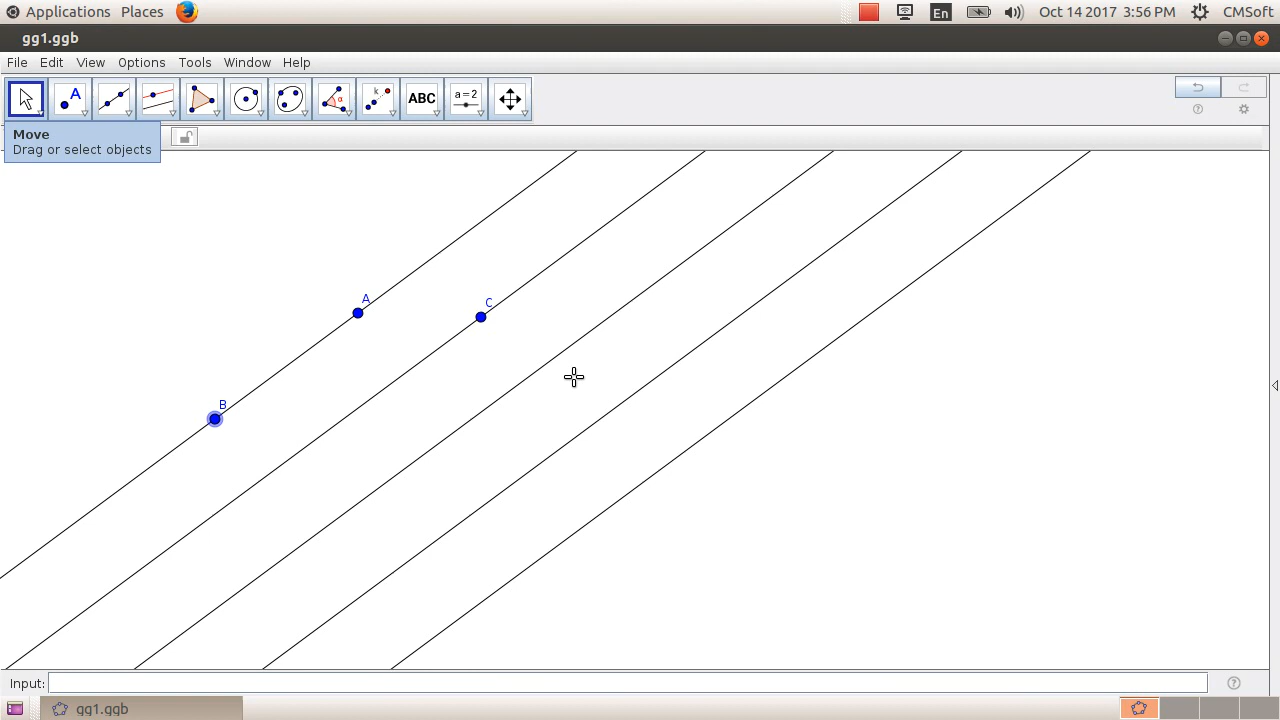 Applications Places En Oct 14 2017 3:56 PM CMSoft
gg1.ggb
File Edit View Options Tools Window Help
A α k ABC a=2
Move
Drag or select objects
A
C
B
Input:
gg1.ggb